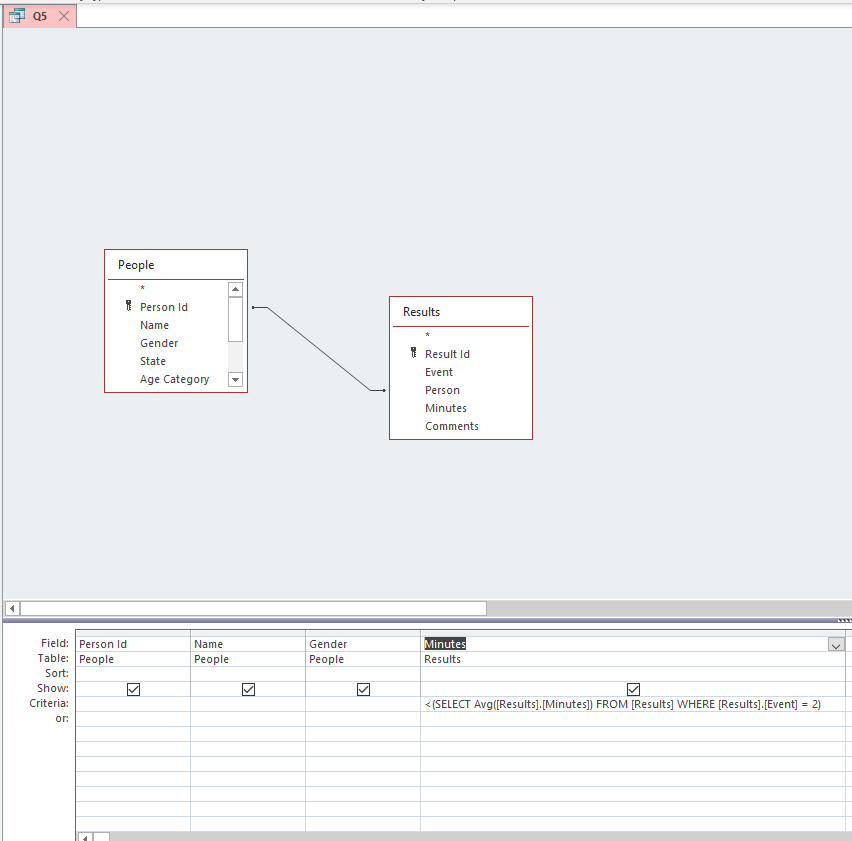 Q5
People
*
Person Id
Name
Gender
State
Age Category
Results
*
Result Id
Event
Person
Minutes
Comments
Field: Person Id Name Gender Minutes
Table: People People People Results
Sort:
Show:
Criteria: <(SELECT Avg([Results].[Minutes]) FROM [Results] WHERE [Results].[Event] = 2)
or: